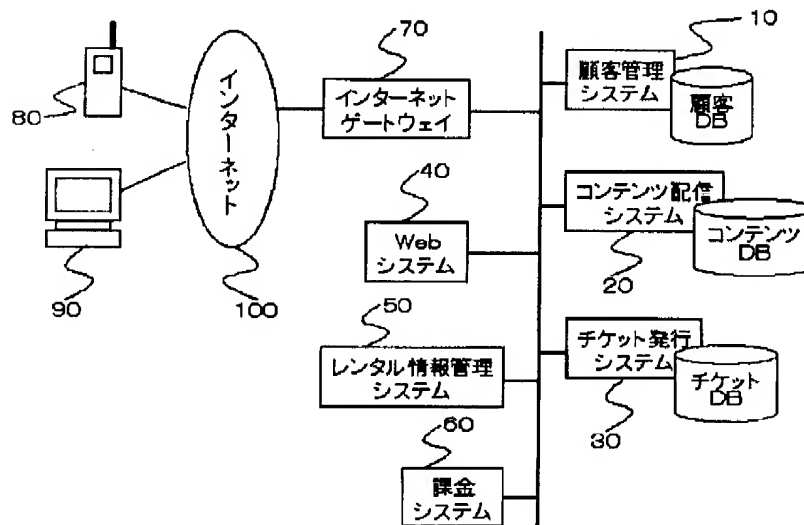 70
10
インターネット
ゲートウェイ
顧客管理
システム
顧客
DB
80
インターネット
40
Web
システム
コンテンツ配信
システム
コンテンツ
DB
20
90
100
50
レンタル情報管理
システム
チケット発行
システム
チケット
DB
30
60
課金
システム